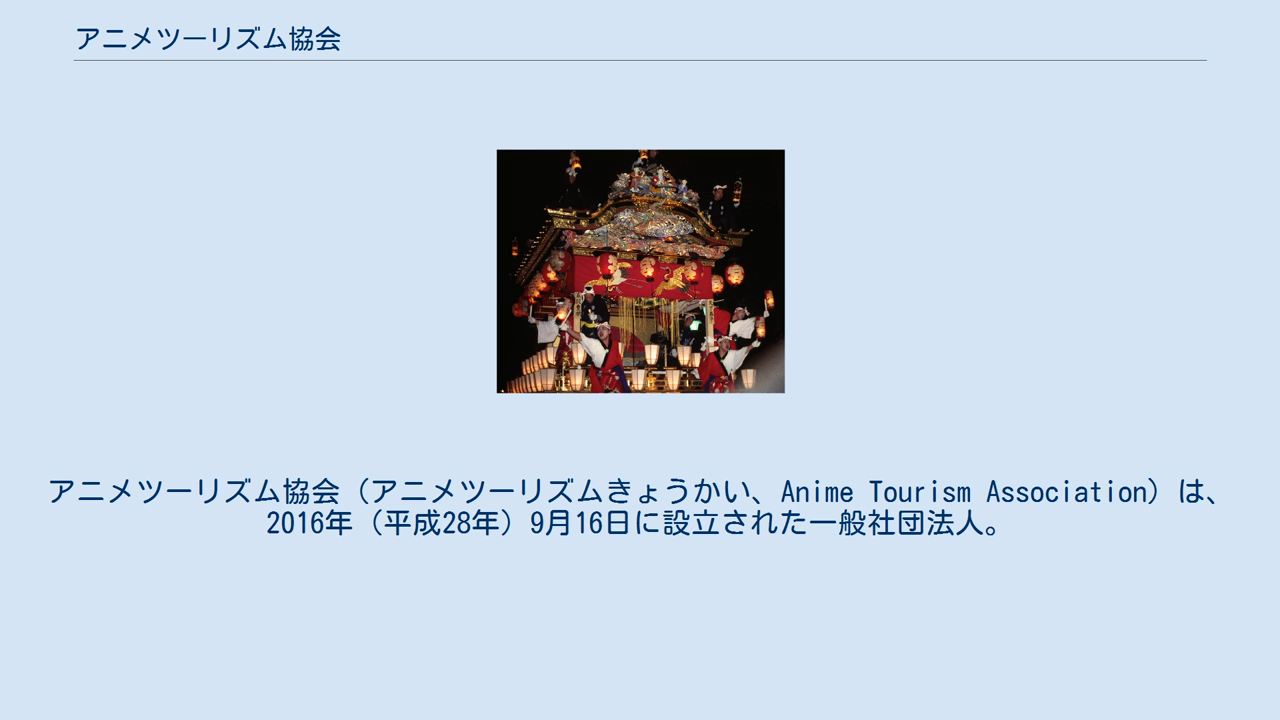 アニメツーリズム協会
アニメツーリズム協会（アニメツーリズムきょうかい、Anime Tourism Association）は、
2016年（平成28年）9月16日に設立された一般社団法人。